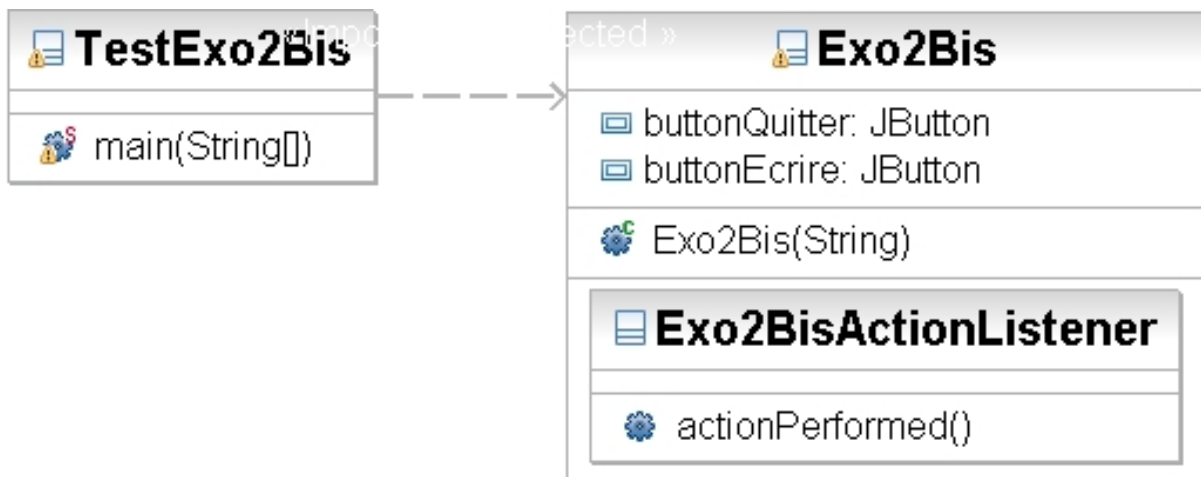 TestExo2Bis
main(String[])
Exo2Bis
buttonQuitter: JButton
buttonEcrire: JButton
Exo2Bis(String)
Exo2BisActionListener
actionPerformed()